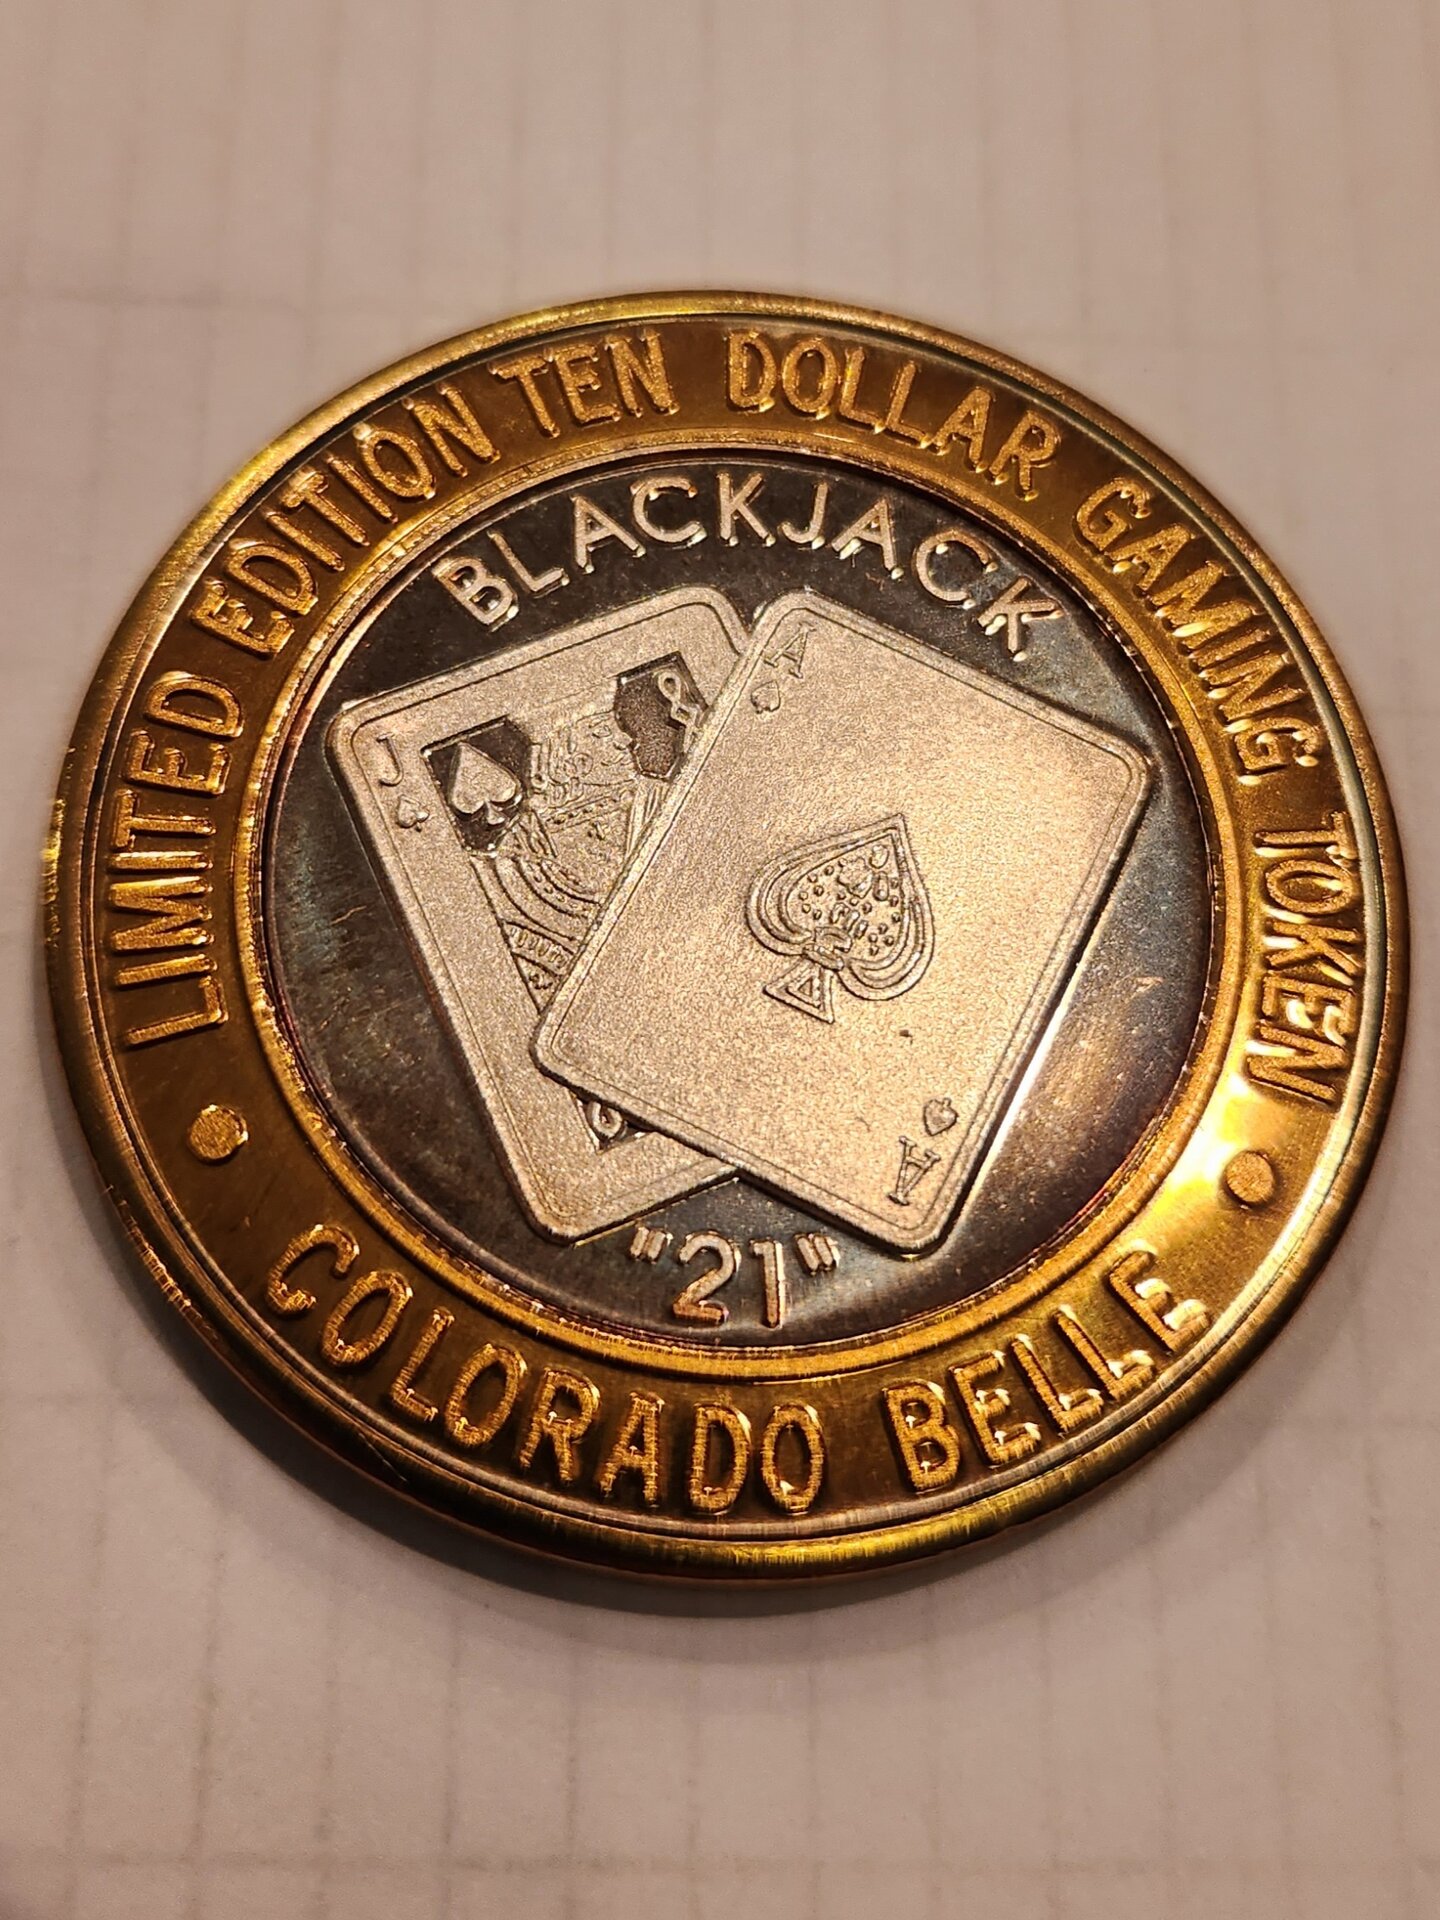 LIMITED EDITION TEN DOLLAR GAMING TOKEN
BLACKJACK
J
A
A
"21"
• COLORADO BELLE •